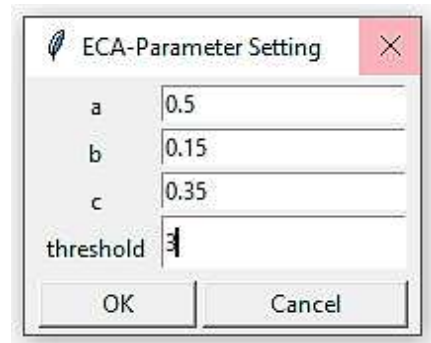 ECA-Parameter Setting
a 0.5
b 0.15
c 0.35
threshold 3
OK Cancel